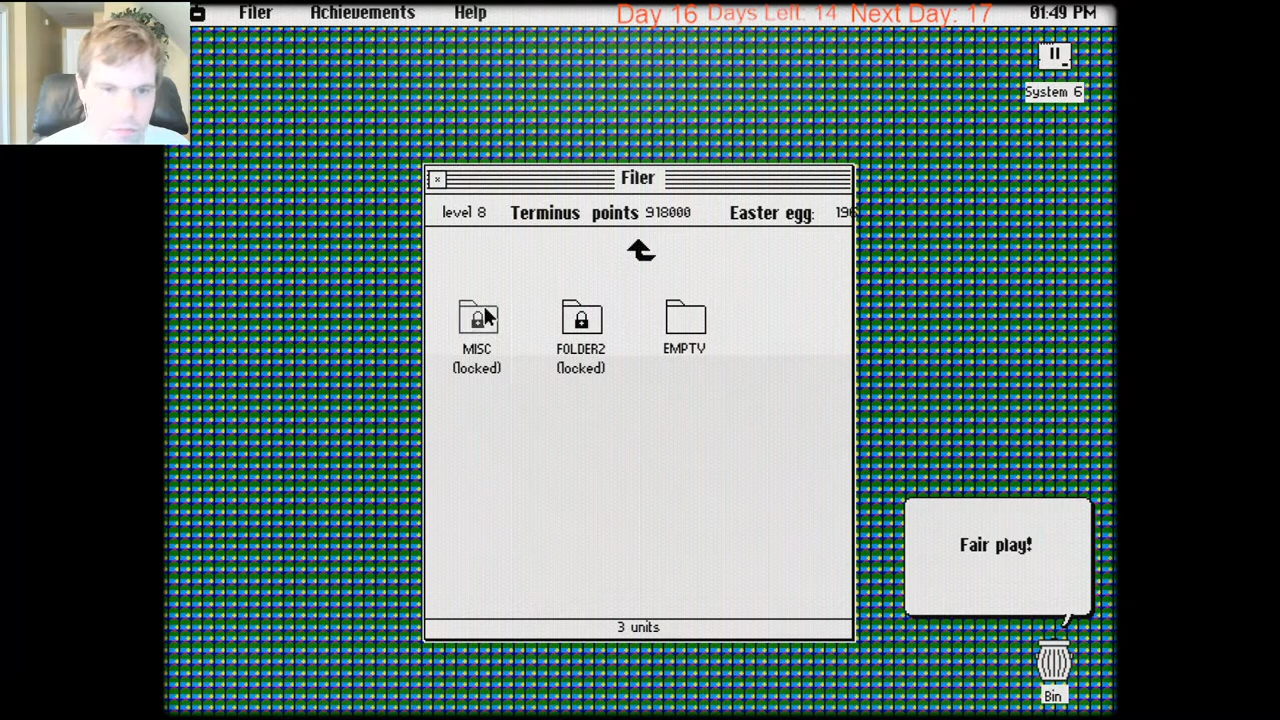 Filer Achievements Help Day 16 Days Left: 14 Next Day: 17 01:49 PM
System 6
Filer
level 8 Terminus points 918000 Easter egg: 196
MISC
(locked)
FOLDER2
(locked)
EMPTY
Fair play!
3 units
Bin